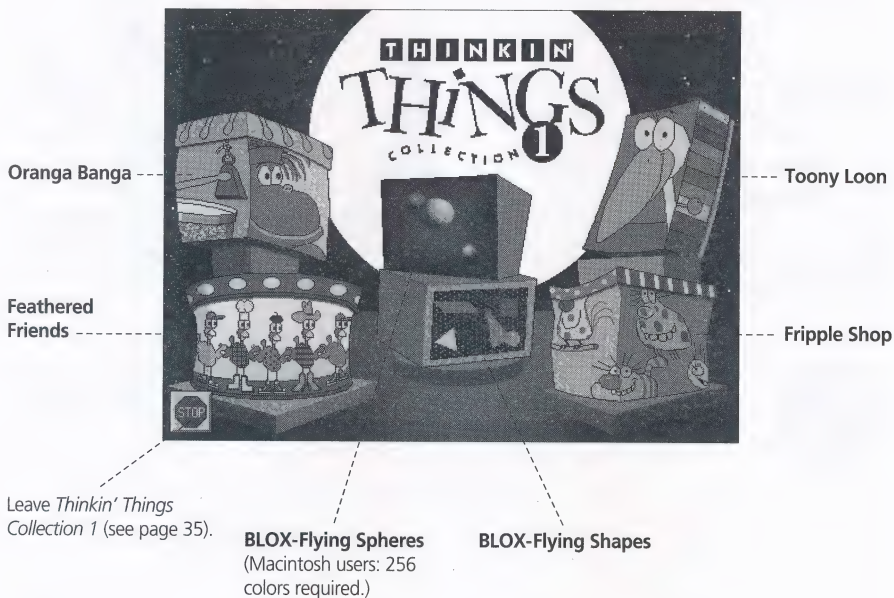 THINKIN'
THiNGS
COLLECTION 1
Oranga Banga
Toony Loon
Feathered
Friends
Fripple Shop
STOP
Leave Thinkin' Things
Collection 1 (see page 35).
BLOX-Flying Spheres
(Macintosh users: 256
colors required.)
BLOX-Flying Shapes